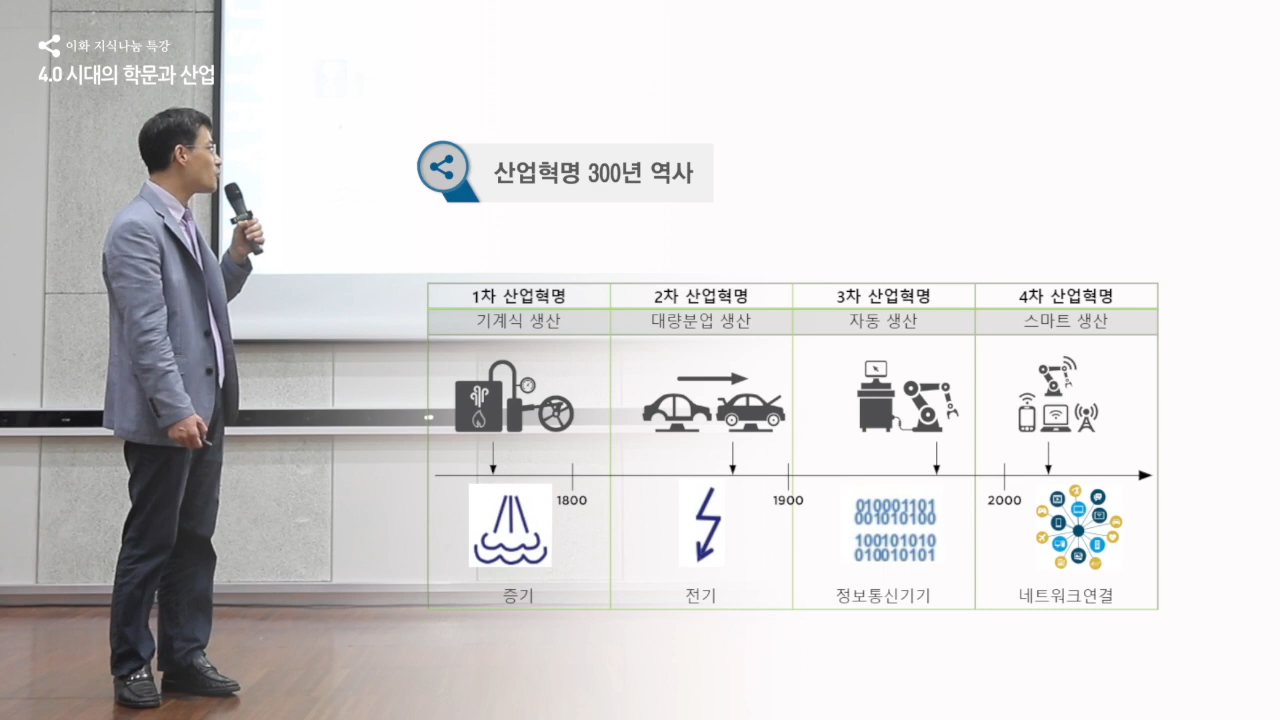 이화 지식나눔 특강
4.0 시대의 학문과 산업
산업혁명 300년 역사
1차 산업혁명 2차 산업혁명 3차 산업혁명 4차 산업혁명
기계식 생산 대량분업 생산 자동 생산 스마트 생산
1800 1900 2000
010001101
001010100
100101010
010010101
증기 전기 정보통신기기 네트워크연결